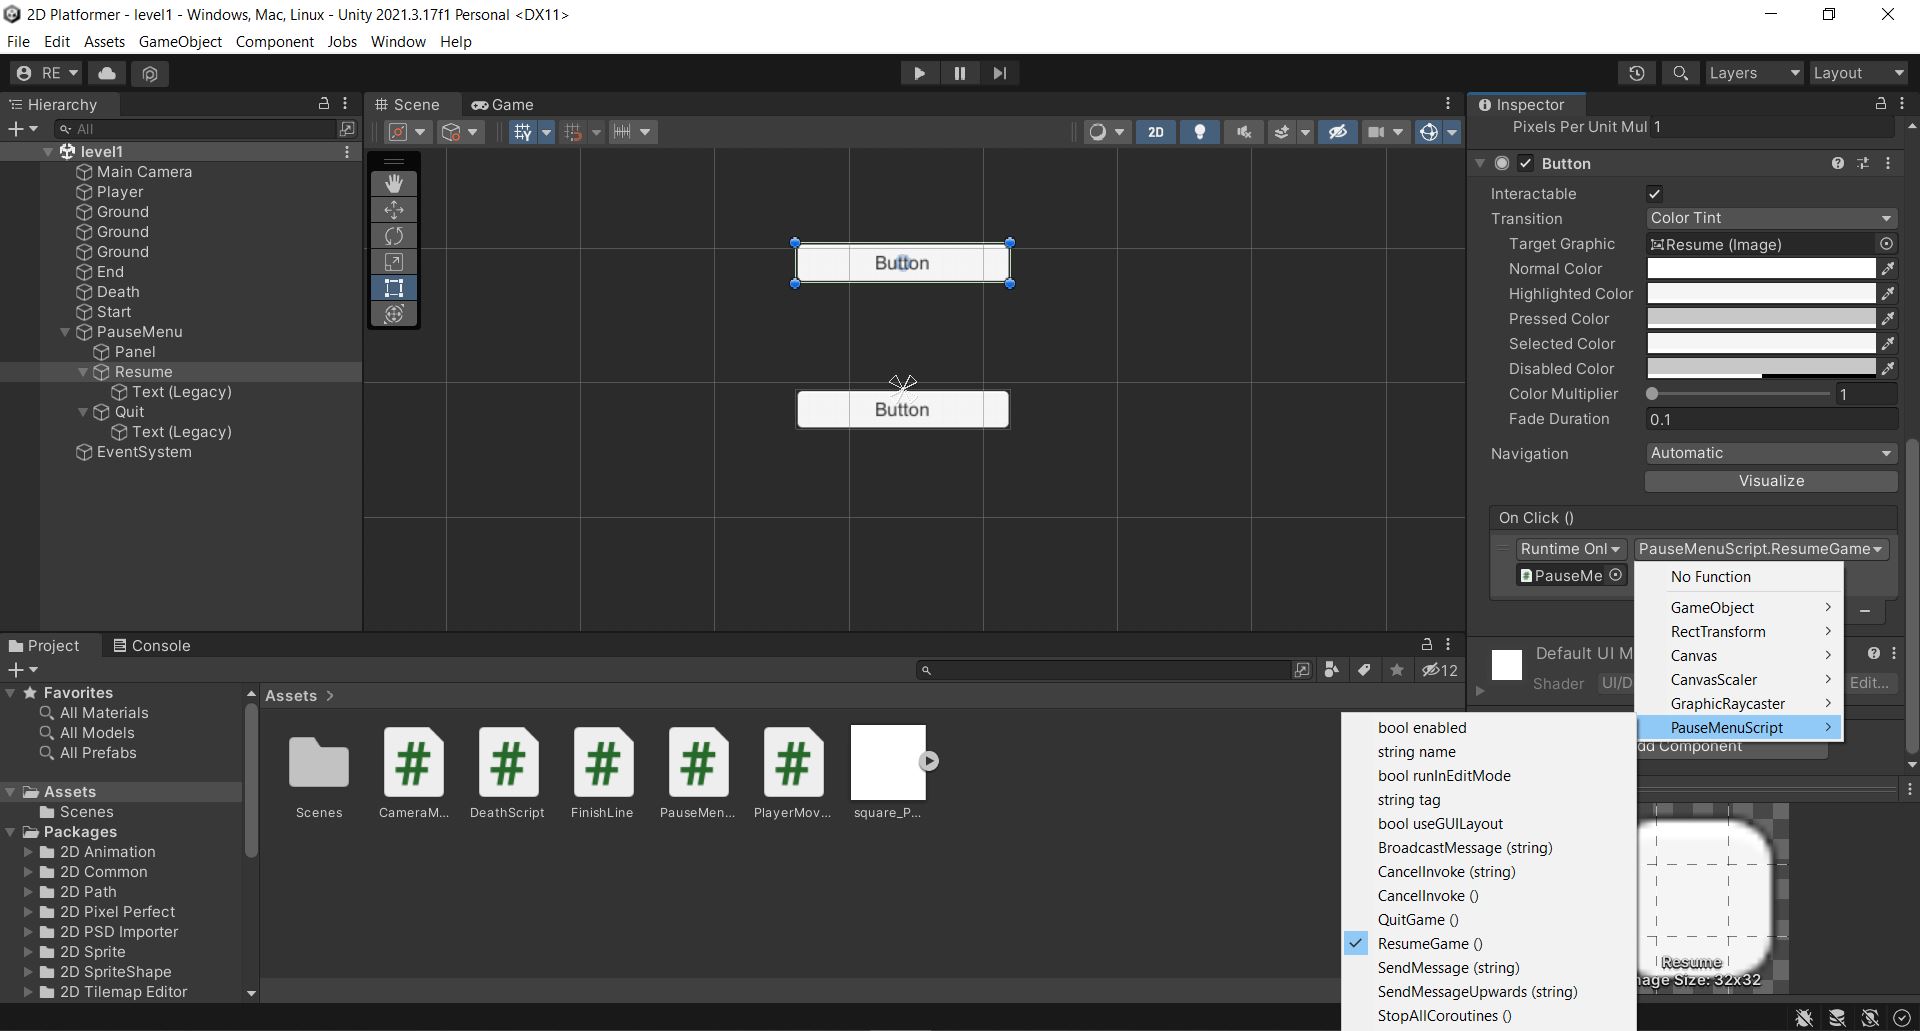 2D Platformer - level1 - Windows, Mac, Linux - Unity 2021.3.17f1 Personal <DX11>
File Edit Assets GameObject Component Jobs Window Help
RE
Layers
Layout
Hierarchy
All
level1
Main Camera
Player
Ground
Ground
Ground
End
Death
Start
PauseMenu
Panel
Resume
Text (Legacy)
Quit
Text (Legacy)
EventSystem
Scene
Game
2D
Button
Button
Inspector
Pixels Per Unit Mul 1
Button
Interactable
Transition Color Tint
Target Graphic Resume (Image)
Normal Color
Highlighted Color
Pressed Color
Selected Color
Disabled Color
Color Multiplier 1
Fade Duration 0.1
Navigation Automatic
Visualize
On Click ()
Runtime Onl PauseMenuScript.ResumeGame
PauseMe
No Function
GameObject
RectTransform
Canvas
CanvasScaler
GraphicRaycaster
PauseMenuScript
Default UI M
Shader UI/D Edit...
dd Component
bool enabled
string name
bool runInEditMode
string tag
bool useGUILayout
BroadcastMessage (string)
CancelInvoke (string)
CancelInvoke ()
QuitGame ()
ResumeGame ()
SendMessage (string)
SendMessageUpwards (string)
StopAllCoroutines ()
Resume
mage Size: 32x32
Project
Console
12
Favorites
All Materials
All Models
All Prefabs
Assets
Scenes
Packages
2D Animation
2D Common
2D Path
2D Pixel Perfect
2D PSD Importer
2D Sprite
2D SpriteShape
2D Tilemap Editor
Assets >
Scenes
CameraM...
DeathScript
FinishLine
PauseMen...
PlayerMov...
square_P...